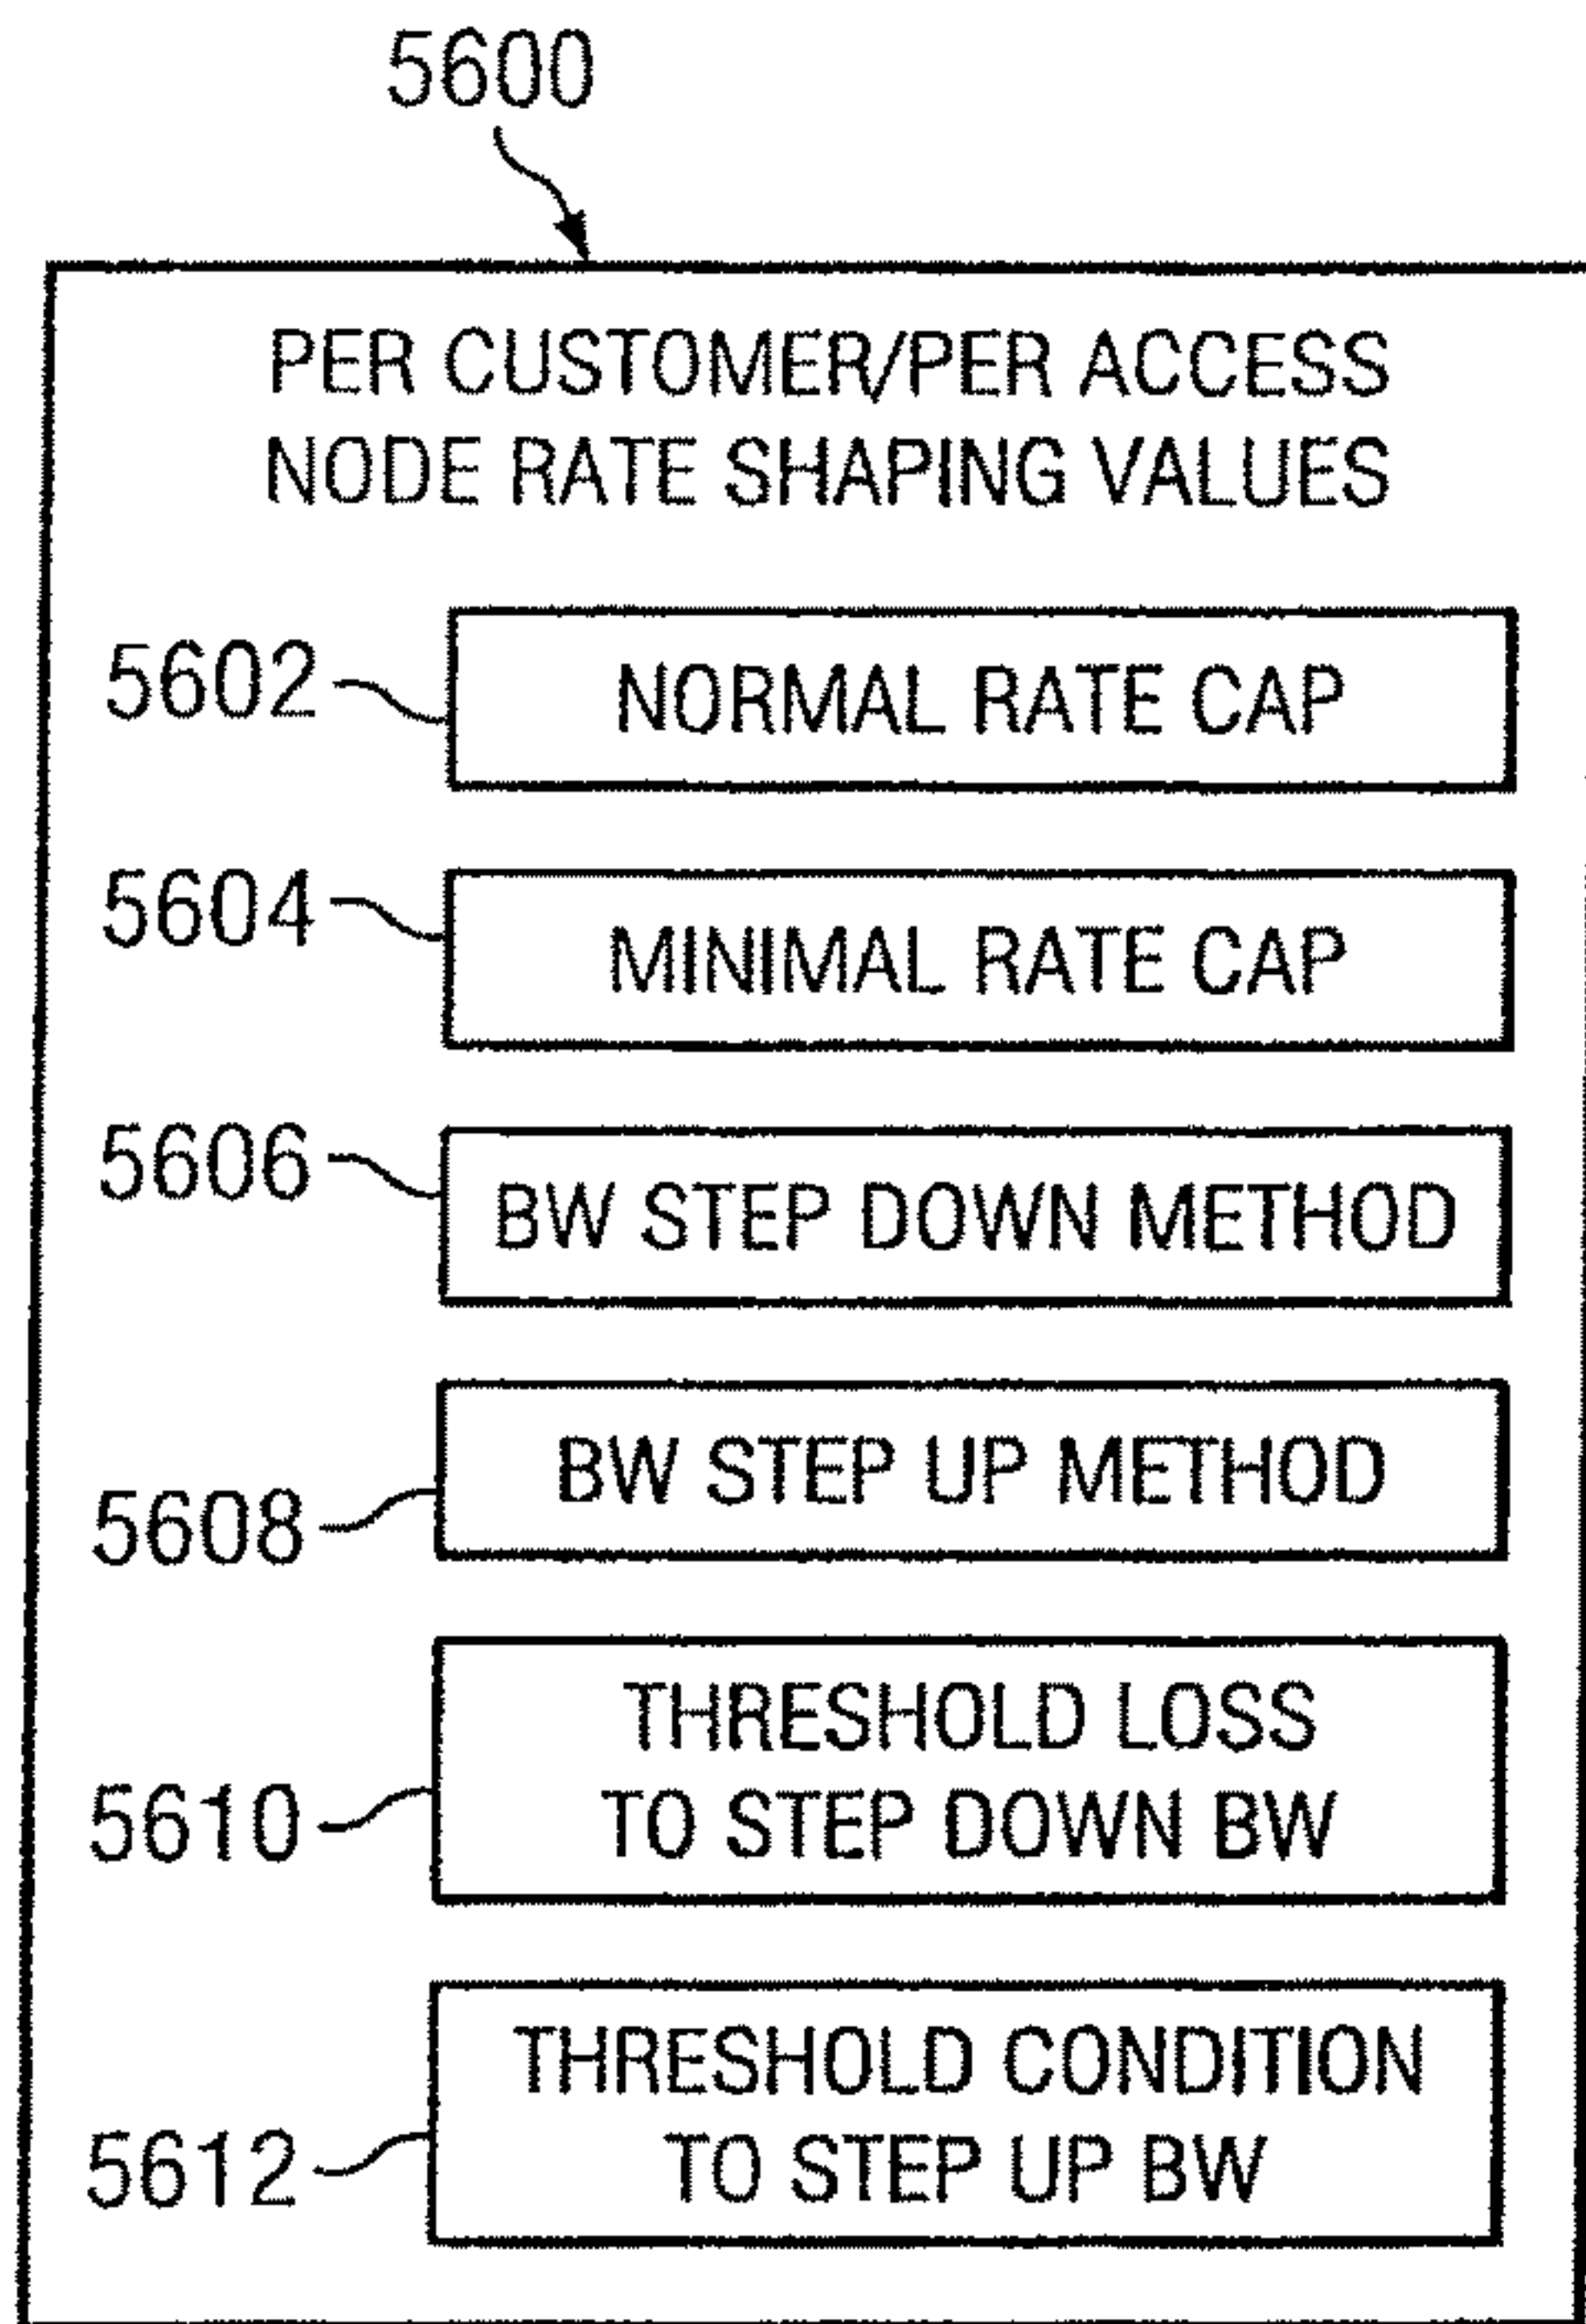 5600
PER CUSTOMER/PER ACCESS
NODE RATE SHAPING VALUES
5602 NORMAL RATE CAP
5604 MINIMAL RATE CAP
5606 BW STEP DOWN METHOD
5608 BW STEP UP METHOD
THRESHOLD LOSS
5610 TO STEP DOWN BW
THRESHOLD CONDITION
5612 TO STEP UP BW